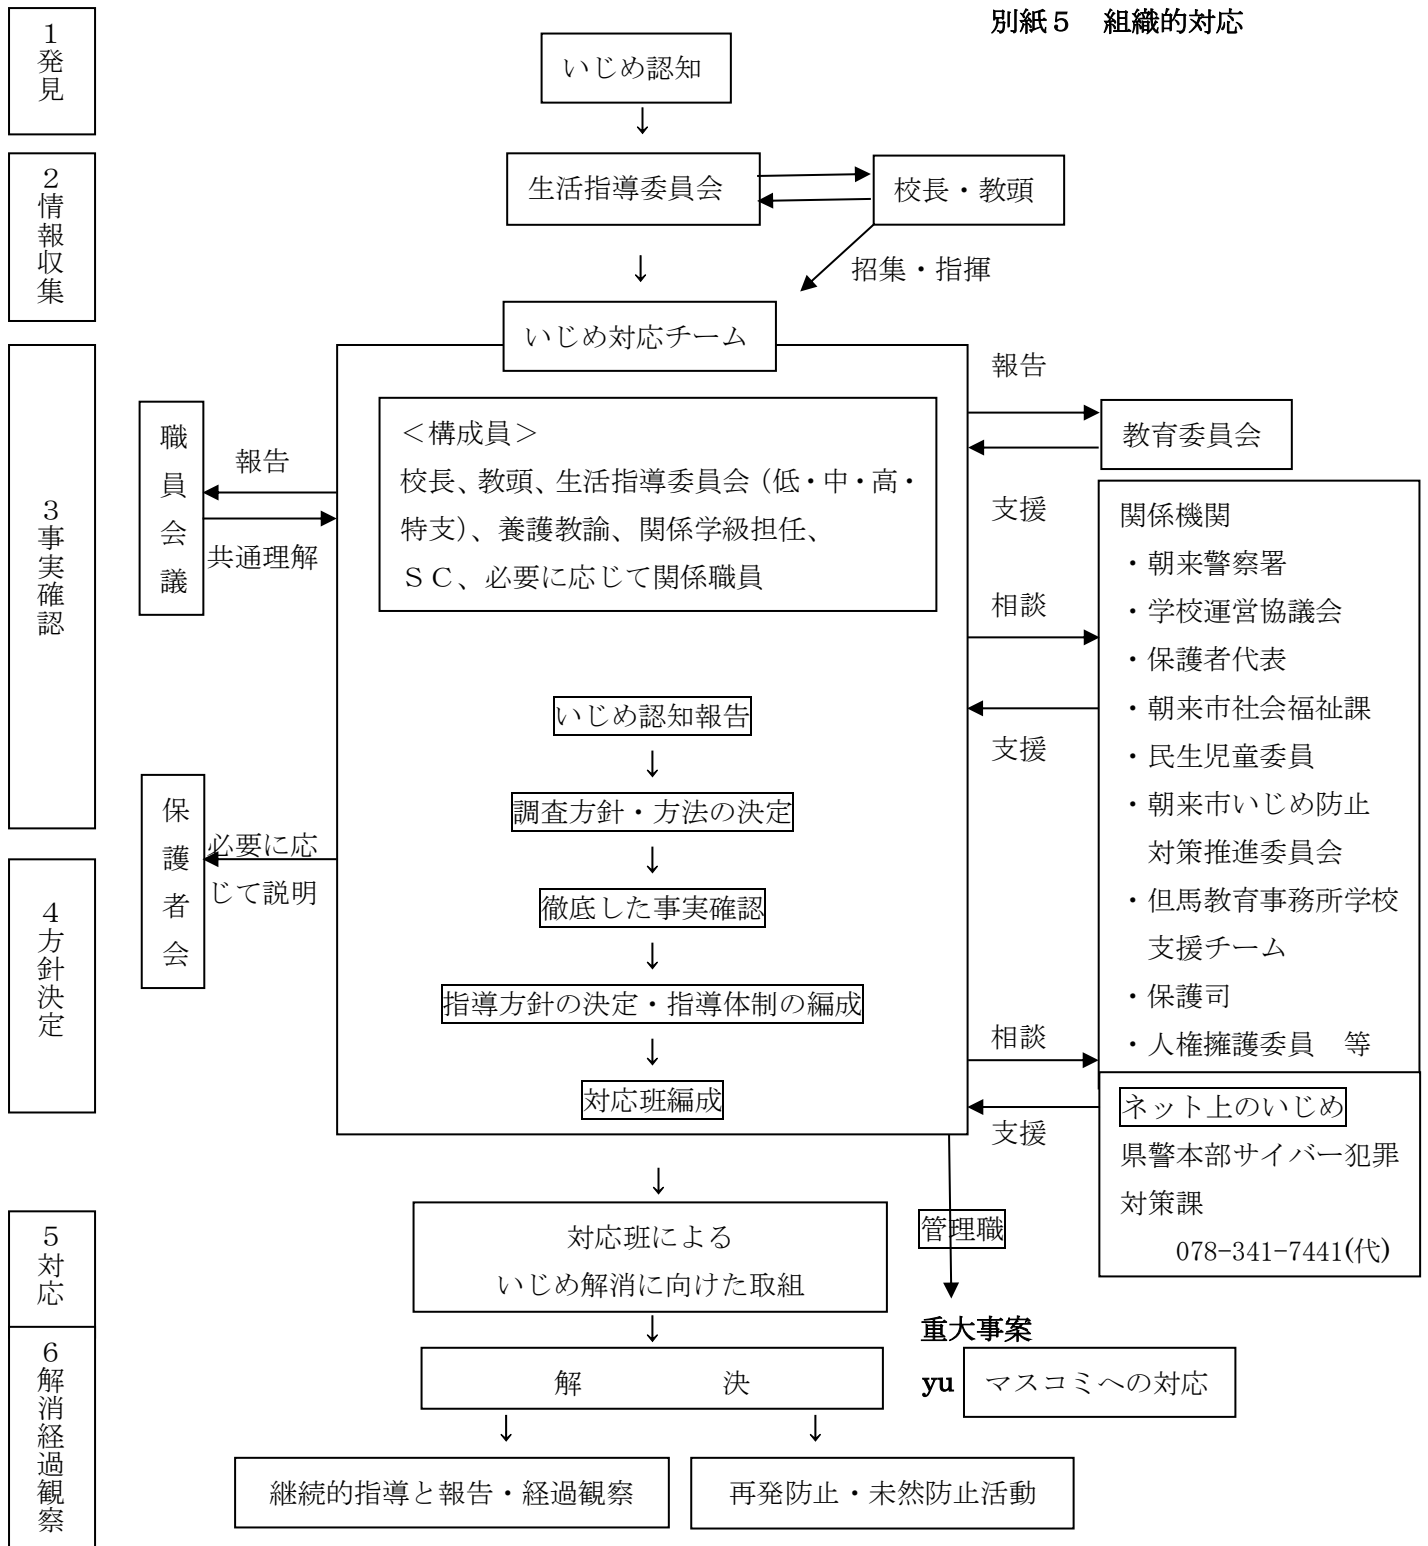 別紙５　組織的対応
１発見
いじめ認知
↓
２情報収集
生活指導委員会
校長・教頭
↓
招集・指揮
いじめ対応チーム
３事実確認
＜構成員＞
校長、教頭、生活指導委員会（低・中・高・
特支）、養護教諭、関係学級担任、
ＳＣ、必要に応じて関係職員
職員会議
報告
共通理解
報告
教育委員会
支援
関係機関
・朝来警察署
・学校運営協議会
・保護者代表
・朝来市社会福祉課
・民生児童委員
・朝来市いじめ防止
対策推進委員会
・但馬教育事務所学校
支援チーム
・保護司
・人権擁護委員　等
相談
支援
いじめ認知報告
↓
調査方針・方法の決定
↓
徹底した事実確認
↓
指導方針の決定・指導体制の編成
↓
対応班編成
保護者会
必要に応
じて説明
４方針決定
相談
支援
ネット上のいじめ
県警本部サイバー犯罪
対策課
078-341-7441(代)
↓
５対応
対応班による
いじめ解消に向けた取組
管理職
↓
重大事案
６解消経過観察
解　　　　　決
yu
マスコミへの対応
↓
↓
継続的指導と報告・経過観察
再発防止・未然防止活動